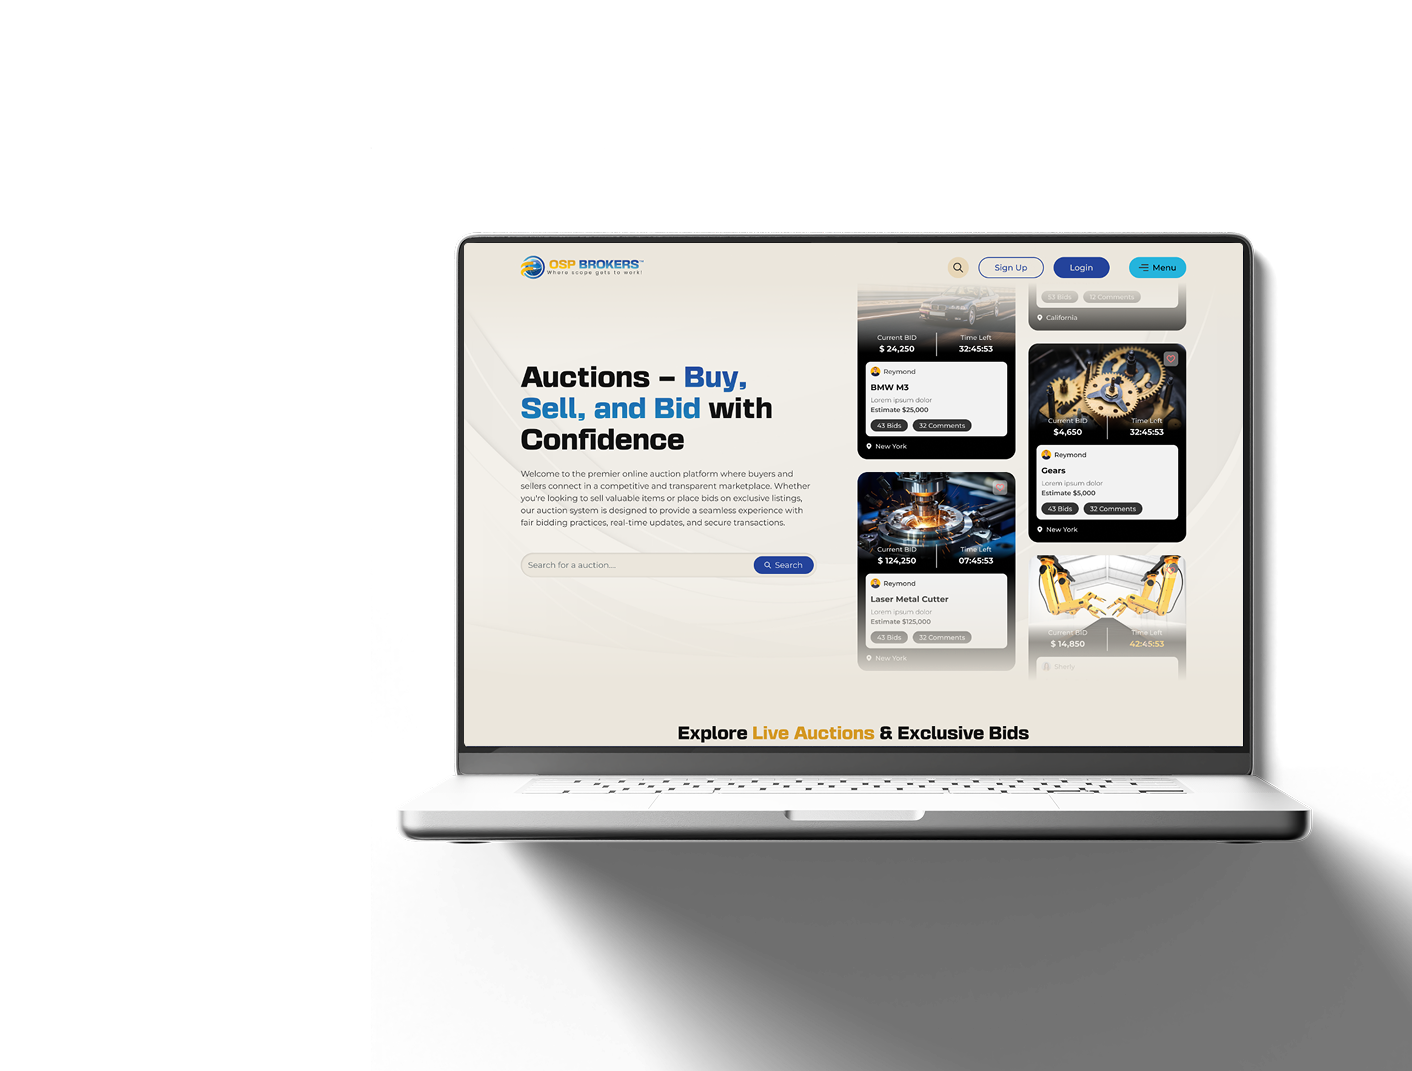 OSP BROKERS™
Where scope gets to work!
Sign Up
Login
Menu
Auctions – Buy,
Sell, and Bid with
Confidence
Welcome to the premier online auction platform where buyers and
sellers connect in a competitive and transparent marketplace. Whether
you're looking to sell valuable items or place bids on exclusive listings,
our auction system is designed to provide a seamless experience with
fair bidding practices, real-time updates, and secure transactions.
Search for a auction....
Search
Current BID
Time Left
$ 24,250
32:45:53
Reymond
BMW M3
Lorem ipsum dolor
Estimate $25,000
43 Bids
32 Comments
New York
Current BID
Time Left
$ 124,250
07:45:53
Reymond
Laser Metal Cutter
Lorem ipsum dolor
Estimate $125,000
43 Bids
32 Comments
New York
53 Bids
12 Comments
California
Current BID
Time Left
$4,650
32:45:53
Reymond
Gears
Lorem ipsum dolor
Estimate $5,000
43 Bids
32 Comments
New York
Current BID
Time Left
$ 14,850
42:45:53
Sherly
Explore Live Auctions & Exclusive Bids